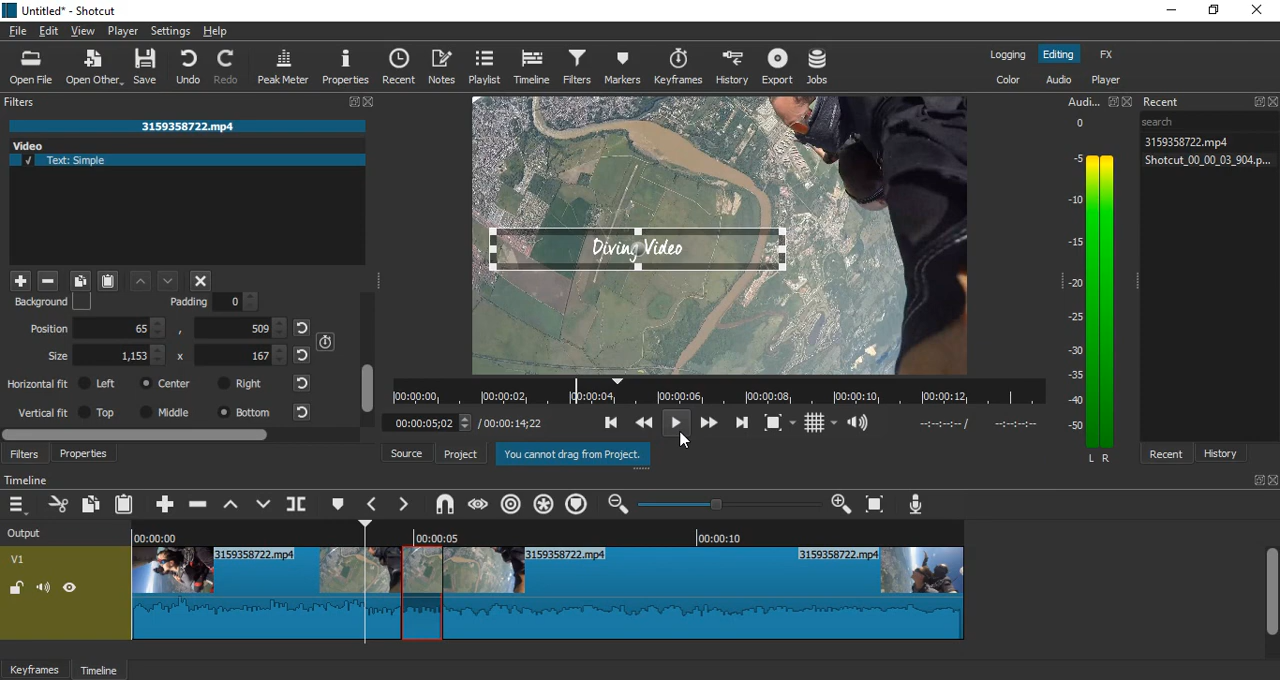 Untitled* - Shotcut
File Edit View Player Settings Help
Open File Open Other... Save Undo Redo Peak Meter Properties Recent Notes Playlist Timeline Filters Markers Keyframes History Export Jobs
Logging Editing FX
Color Audio Player
Filters
3159358722.mp4
Video
✓ Text: Simple
Background Padding 0
Position 65 , 509
Size 1,153 x 167
Horizontal fit Left Center Right
Vertical fit Top Middle Bottom
Filters Properties
Diving Video
00:00:00 00:00:02 00:00:04 00:00:06 00:00:08 00:00:10 00:00:12
00:00:05;02 / 00:00:14;22
--:--:--:-- / --:--:--:--
Source Project You cannot drag from Project.
Audi...
0
-5
-10
-15
-20
-25
-30
-35
-40
-50
L R
Recent
search
3159358722.mp4
Shotcut_00_00_03_904.p...
Recent History
Timeline
Output 00:00:00 00:00:05 00:00:10
V1 3159358722.mp4 3159358722.mp4 3159358722.mp4
Keyframes Timeline